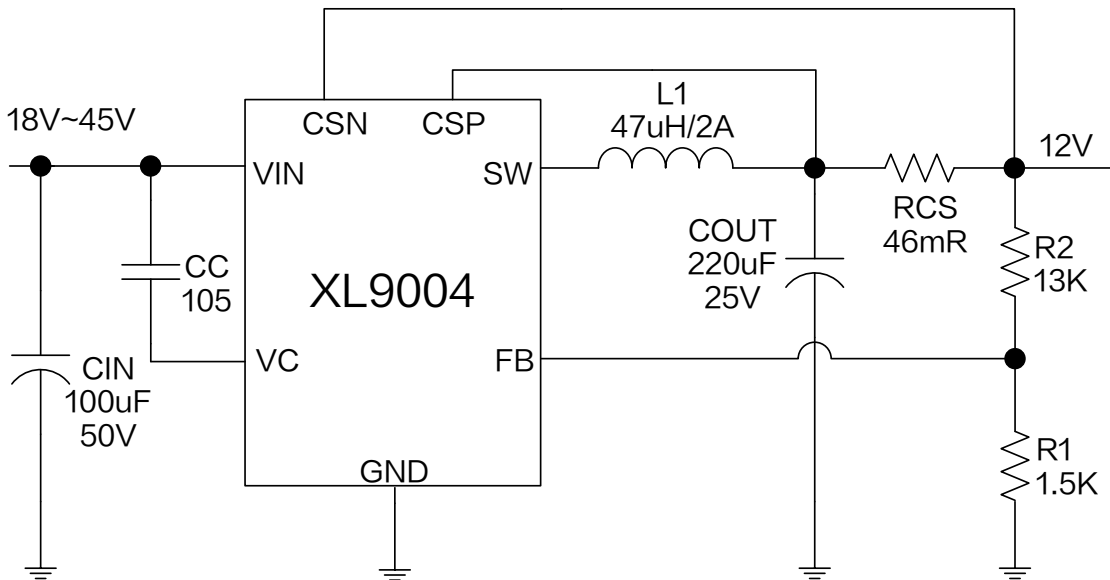 CSN
CSP
18V~45V
L1
47uH/2A
12V
VIN
SW
RCS
46mR
COUT
220uF
25V
R2
13K
CC
105
XL9004
VC
FB
CIN
100uF
50V
R1
1.5K
GND